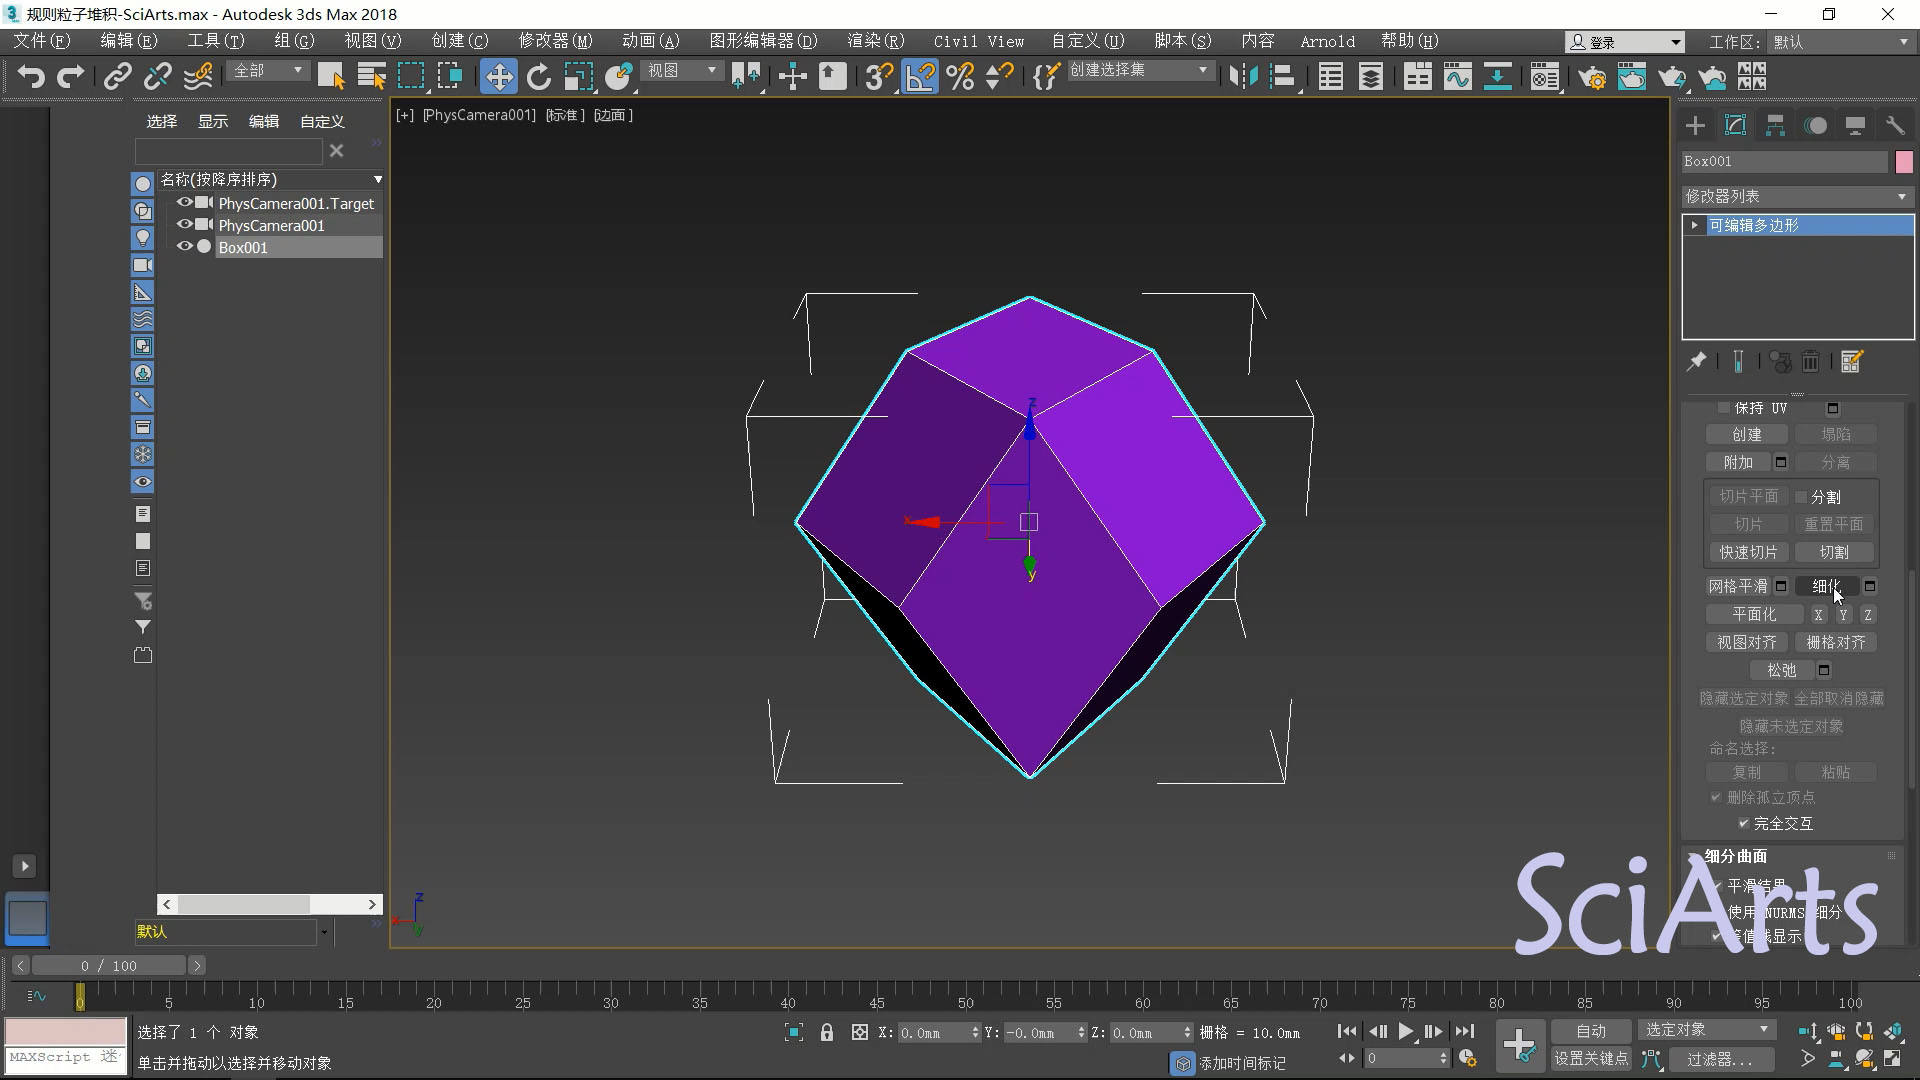 规则粒子堆积-SciArts.max - Autodesk 3ds Max 2018
文件(F) 编辑(E) 工具(T) 组(G) 视图(V) 创建(C) 修改器(M) 动画(A) 图形编辑器(D) 渲染(R) Civil View 自定义(U) 脚本(S) 内容 Arnold 帮助(H) 登录 工作区: 默认
全部 视图 创建选择集
选择 显示 编辑 自定义
名称(按降序排序)
PhysCamera001.Target
PhysCamera001
Box001
[+] [PhysCamera001] [标准] [边面]
z
x
y
z
x
y
Box001
修改器列表
可编辑多边形
保持 UV
创建 塌陷
附加 分离
切片平面 分割
切片 重置平面
快速切片 切割
网格平滑 细化
平面化 X Y Z
视图对齐 栅格对齐
松弛
隐藏选定对象 全部取消隐藏
隐藏未选定对象
命名选择:
复制 粘贴
删除孤立顶点
完全交互
细分曲面
平滑结果
使用 NURMS 细分
等值线显示
SciArts
默认
0 / 100
0 5 10 15 20 25 30 35 40 45 50 55 60 65 70 75 80 85 90 95 100
选择了 1 个 对象
X: 0.0mm Y: -0.0mm Z: 0.0mm 栅格 = 10.0mm
自动 选定对象
MAXScript 迷
单击并拖动以选择并移动对象
添加时间标记
0
设置关键点 过滤器...